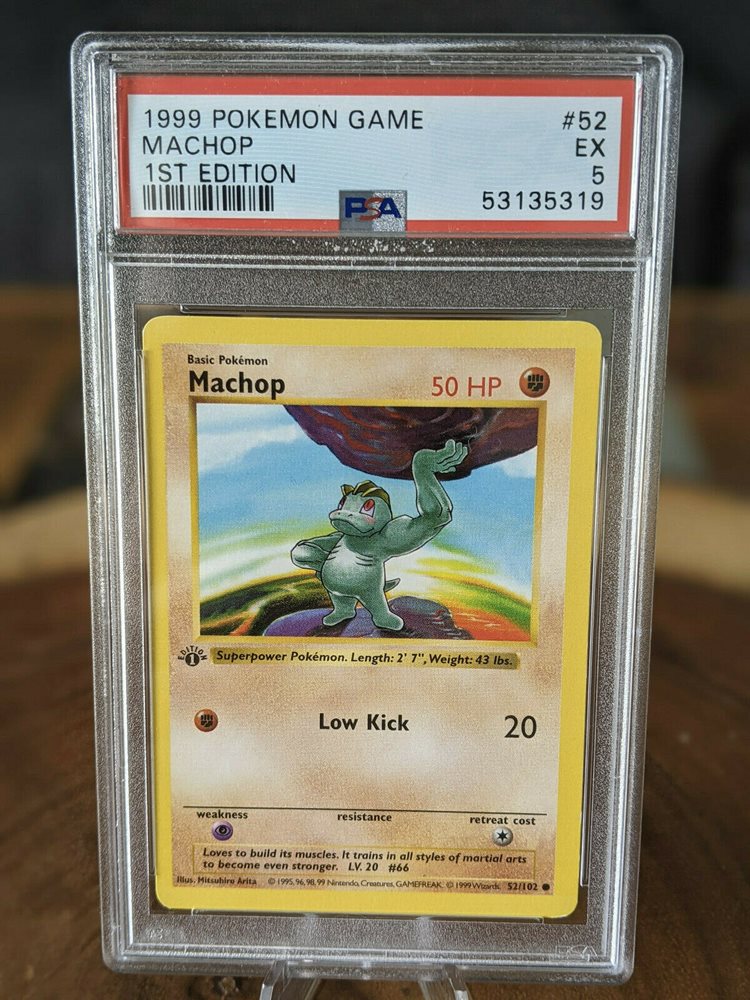 1999 POKEMON GAME #52
MACHOP EX
1ST EDITION 5
PSA 53135319
Basic Pokémon
Machop 50 HP
EDITION 1
Superpower Pokémon. Length: 2' 7", Weight: 43 lbs.
Low Kick 20
weakness resistance retreat cost
Loves to build its muscles. It trains in all styles of martial arts
to become even stronger. LV. 20 #66
Illus. Mitsuhiro Arita © 1995, 96, 98, 99 Nintendo, Creatures, GAMEFREAK. © 1999 Wizards. 52/102
PSA